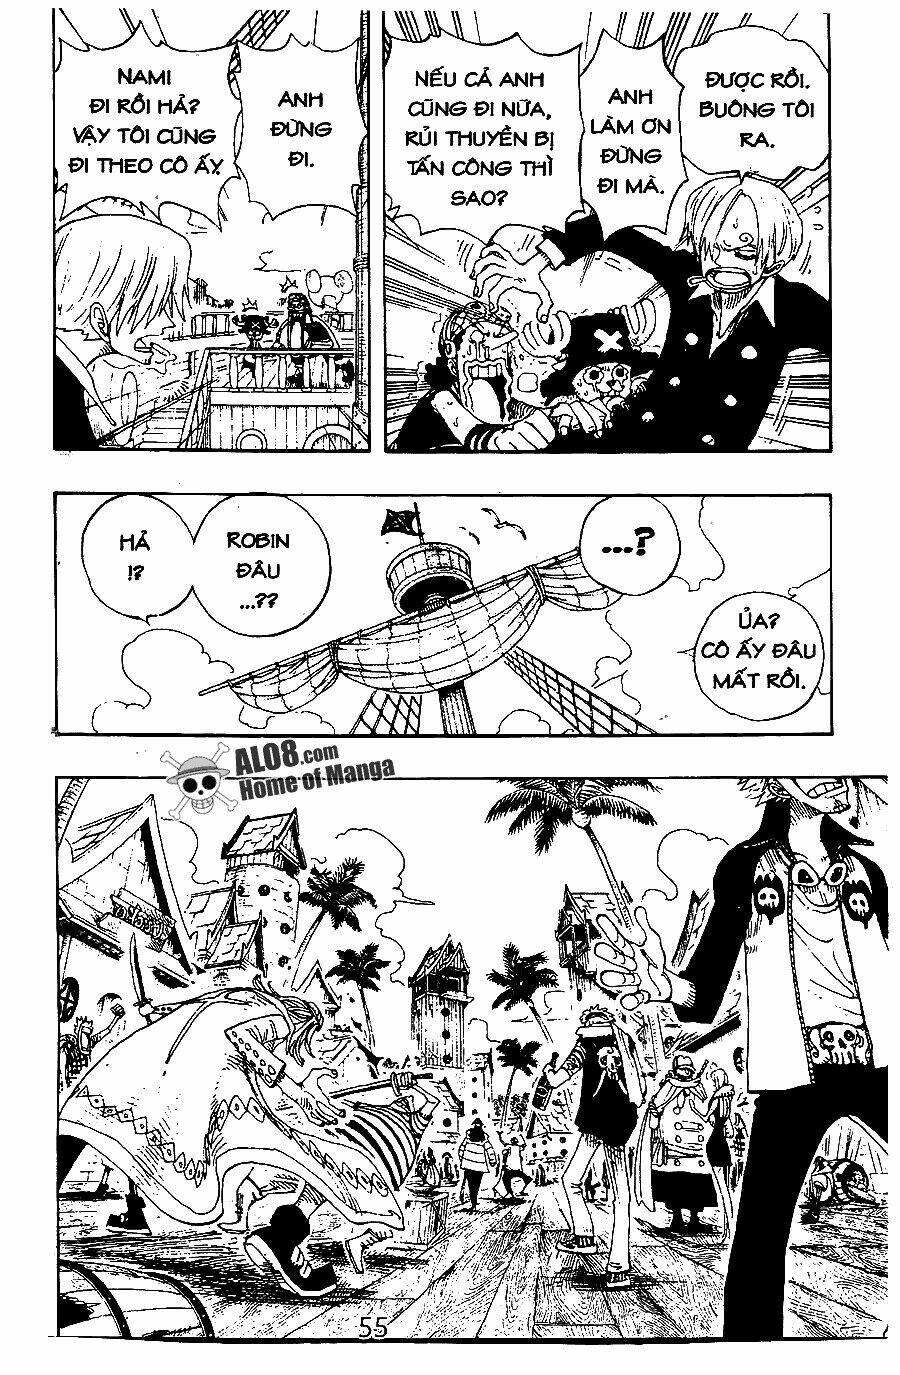 NAMI
ĐI RỒI HẢ?
VẬY TÔI CŨNG
ĐI THEO CÔ ẤY.
ANH
ĐỪNG
ĐI.
NẾU CẢ ANH
CŨNG ĐI NỮA,
RỦI THUYỀN BỊ
TẤN CÔNG THÌ
SAO?
ANH
LÀM ƠN
ĐỪNG
ĐI MÀ.
ĐƯỢC RỒI.
BUÔNG TÔI
RA.
HẢ
!?
ROBIN
ĐÂU
...??
...?
ỦA?
CÔ ẤY ĐÂU
MẤT RỒI.
ALO8.com
Home of Manga
55